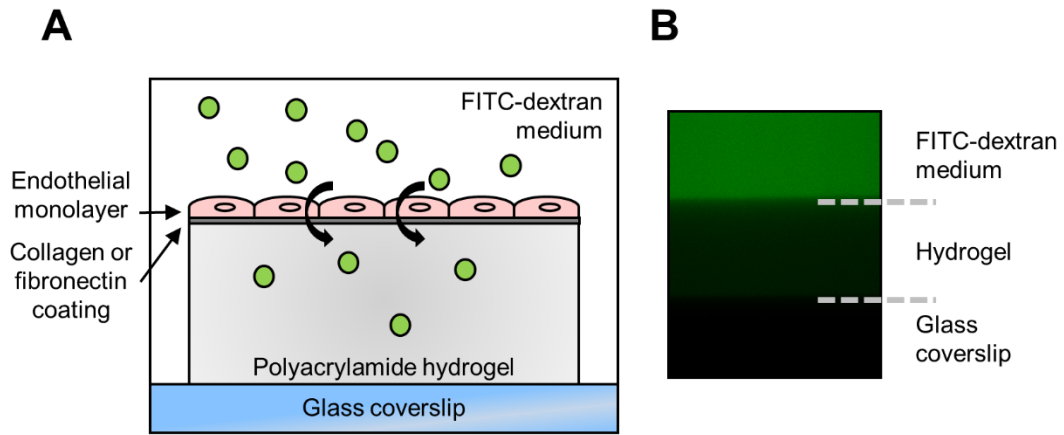 A
FITC-dextran
medium
Endothelial
monolayer
Collagen or
fibronectin
coating
Polyacrylamide hydrogel
Glass coverslip
B
FITC-dextran
medium
Hydrogel
Glass
coverslip